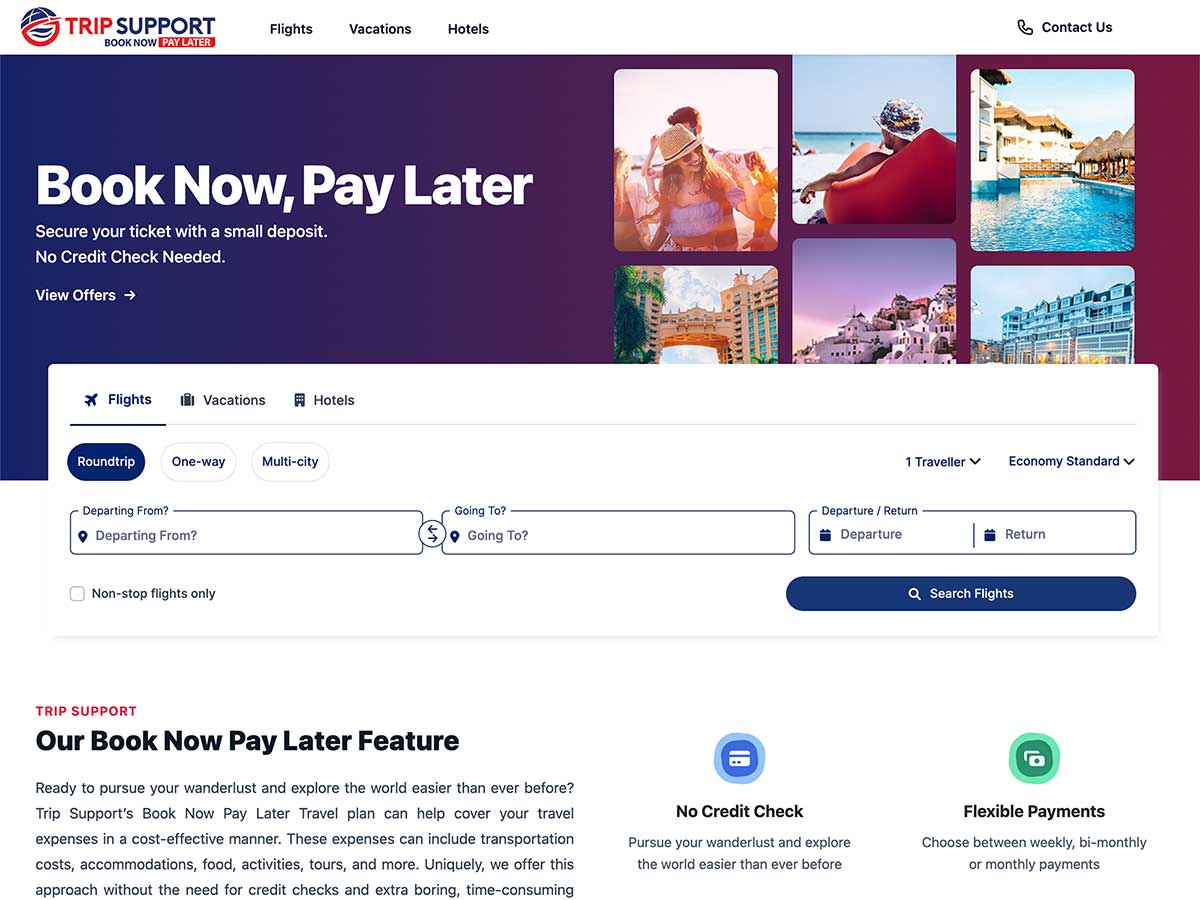 TRIP SUPPORT
BOOK NOW PAY LATER
Flights
Vacations
Hotels
Contact Us
Book Now, Pay Later
Secure your ticket with a small deposit.
No Credit Check Needed.
View Offers →
Flights
Vacations
Hotels
Roundtrip
One-way
Multi-city
1 Traveller
Economy Standard
Departing From?
Departing From?
Going To?
Going To?
Departure / Return
Departure
Return
Non-stop flights only
Search Flights
TRIP SUPPORT
Our Book Now Pay Later Feature
Ready to pursue your wanderlust and explore the world easier than ever before?
Trip Support’s Book Now Pay Later Travel plan can help cover your travel
expenses in a cost-effective manner. These expenses can include transportation
costs, accommodations, food, activities, tours, and more. Uniquely, we offer this
approach without the need for credit checks and extra boring, time-consuming
No Credit Check
Pursue your wanderlust and explore
the world easier than ever before
Flexible Payments
Choose between weekly, bi-monthly
or monthly payments